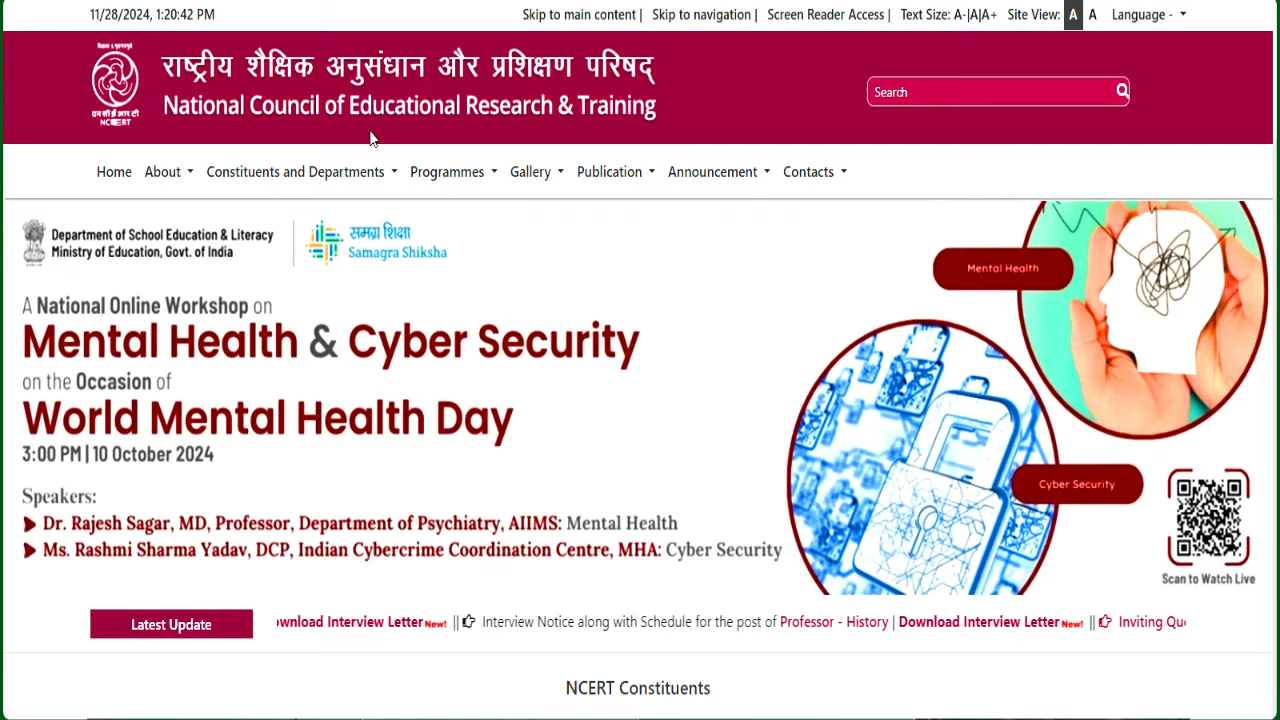 11/28/2024, 1:20:42 PM
Skip to main content | Skip to navigation | Screen Reader Access | Text Size: A-|A|A+ Site View: A A Language -
राष्ट्रीय शैक्षिक अनुसंधान और प्रशिक्षण परिषद्
National Council of Educational Research & Training
एन सी ई आर टी
NCERT
Search
Home About Constituents and Departments Programmes Gallery Publication Announcement Contacts
Department of School Education & Literacy
Ministry of Education, Govt. of India
समग्र शिक्षा
Samagra Shiksha
A National Online Workshop on
Mental Health & Cyber Security
on the Occasion of
World Mental Health Day
3:00 PM | 10 October 2024
Speakers:
Dr. Rajesh Sagar, MD, Professor, Department of Psychiatry, AIIMS: Mental Health
Ms. Rashmi Sharma Yadav, DCP, Indian Cybercrime Coordination Centre, MHA: Cyber Security
Mental Health
Cyber Security
Scan to Watch Live
Latest Update
wnload Interview Letter New! || Interview Notice along with Schedule for the post of Professor - History | Download Interview Letter New! || Inviting Qu
NCERT Constituents